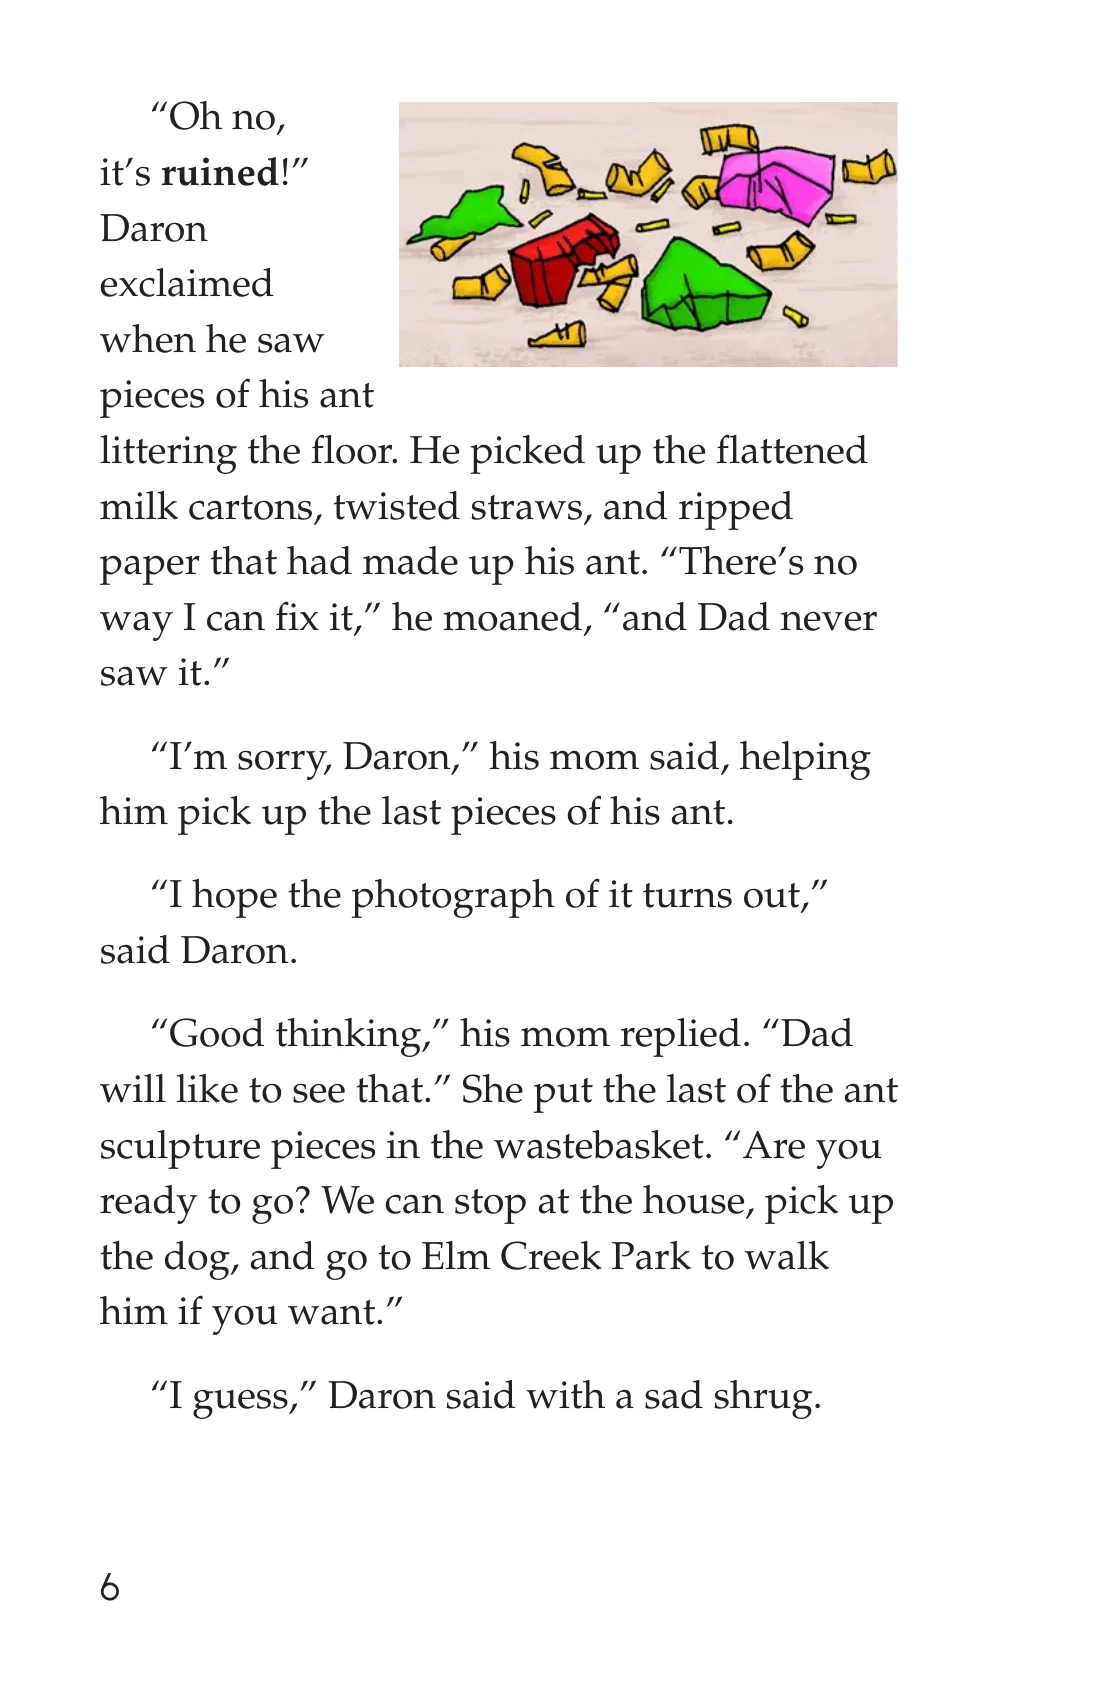 “Oh no,
it’s ruined!”
Daron
exclaimed
when he saw
pieces of his ant
littering the floor. He picked up the flattened
milk cartons, twisted straws, and ripped
paper that had made up his ant. “There’s no
way I can fix it,” he moaned, “and Dad never
saw it.”
“I’m sorry, Daron,” his mom said, helping
him pick up the last pieces of his ant.
“I hope the photograph of it turns out,”
said Daron.
“Good thinking,” his mom replied. “Dad
will like to see that.” She put the last of the ant
sculpture pieces in the wastebasket. “Are you
ready to go? We can stop at the house, pick up
the dog, and go to Elm Creek Park to walk
him if you want.”
“I guess,” Daron said with a sad shrug.
6